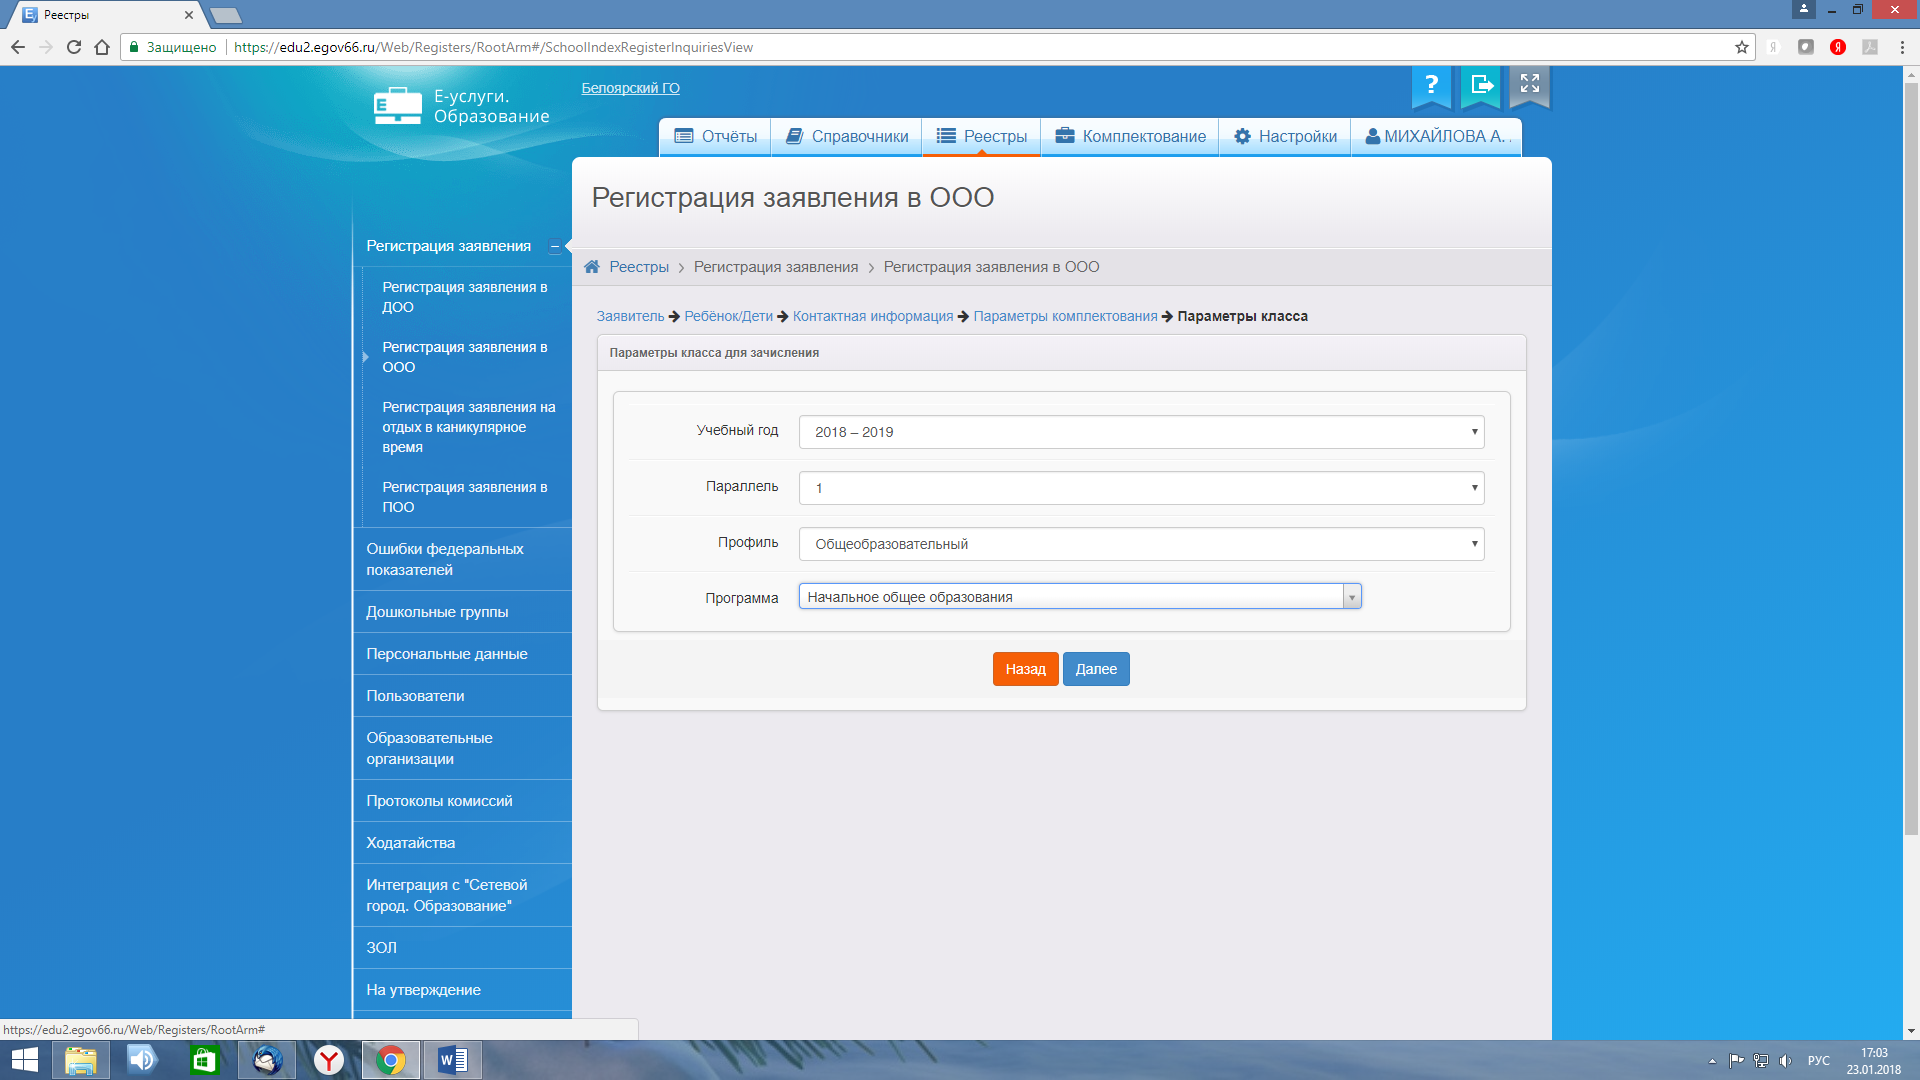 Реестры
Защищено
https://edu2.egov66.ru/Web/Registers/RootArm#/SchoolIndexRegisterInquiriesView
Е-услуги.
Образование
Белоярский ГО
Отчёты
Справочники
Реестры
Комплектование
Настройки
МИХАЙЛОВА А.
Регистрация заявления в ООО
Реестры > Регистрация заявления > Регистрация заявления в ООО
Заявитель → Ребёнок/Дети → Контактная информация → Параметры комплектования → Параметры класса
Регистрация заявления
Регистрация заявления в
ДОО
Регистрация заявления в
ООО
Регистрация заявления на
отдых в каникулярное
время
Регистрация заявления в
ПОО
Ошибки федеральных
показателей
Дошкольные группы
Персональные данные
Пользователи
Образовательные
организации
Протоколы комиссий
Ходатайства
Интеграция с "Сетевой
город. Образование"
ЗОЛ
На утверждение
Параметры класса для зачисления
Учебный год
2018 – 2019
Параллель
1
Профиль
Общеобразовательный
Программа
Начальное общее образования
Назад
Далее
https://edu2.egov66.ru/Web/Registers/RootArm#
РУС
17:03
23.01.2018